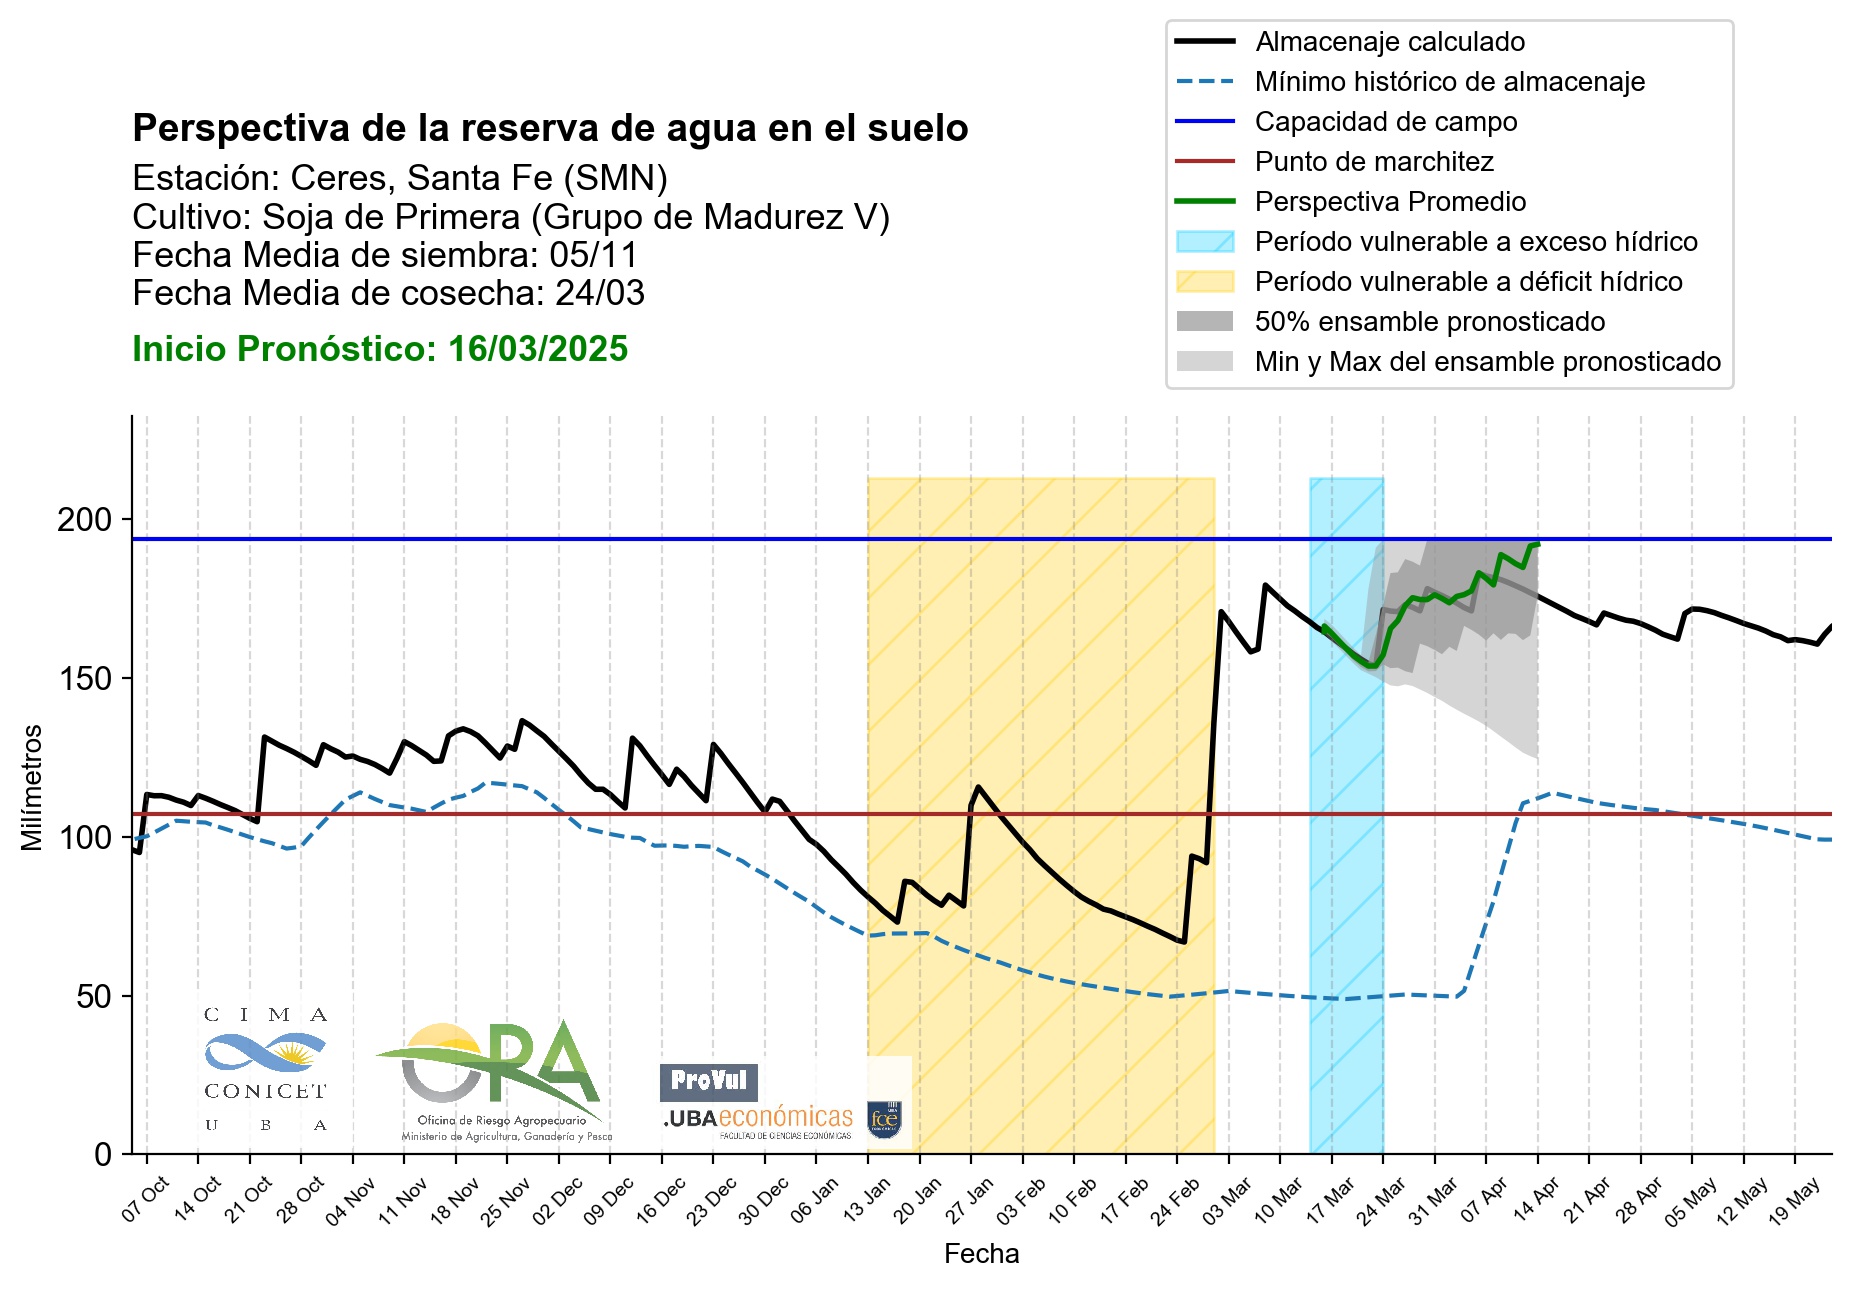 Almacenaje calculado
Mínimo histórico de almacenaje
Capacidad de campo
Punto de marchitez
Perspectiva Promedio
Período vulnerable a exceso hídrico
Período vulnerable a déficit hídrico
50% ensamble pronosticado
Min y Max del ensamble pronosticado
Perspectiva de la reserva de agua en el suelo
Estación: Ceres, Santa Fe (SMN)
Cultivo: Soja de Primera (Grupo de Madurez V)
Fecha Media de siembra: 05/11
Fecha Media de cosecha: 24/03
Inicio Pronóstico: 16/03/2025
Milímetros
200
150
100
50
0
C I M A
CONICET
U B A
ORA
Oficina de Riesgo Agropecuario
Ministerio de Agricultura, Ganadería y Pesca
ProVul
.UBAeconómicas
FACULTAD DE CIENCIAS ECONÓMICAS
UBA
fce
07 Oct
14 Oct
21 Oct
28 Oct
04 Nov
11 Nov
18 Nov
25 Nov
02 Dec
09 Dec
16 Dec
23 Dec
30 Dec
06 Jan
13 Jan
20 Jan
27 Jan
03 Feb
10 Feb
17 Feb
24 Feb
03 Mar
10 Mar
17 Mar
24 Mar
31 Mar
07 Apr
14 Apr
21 Apr
28 Apr
05 May
12 May
19 May
Fecha